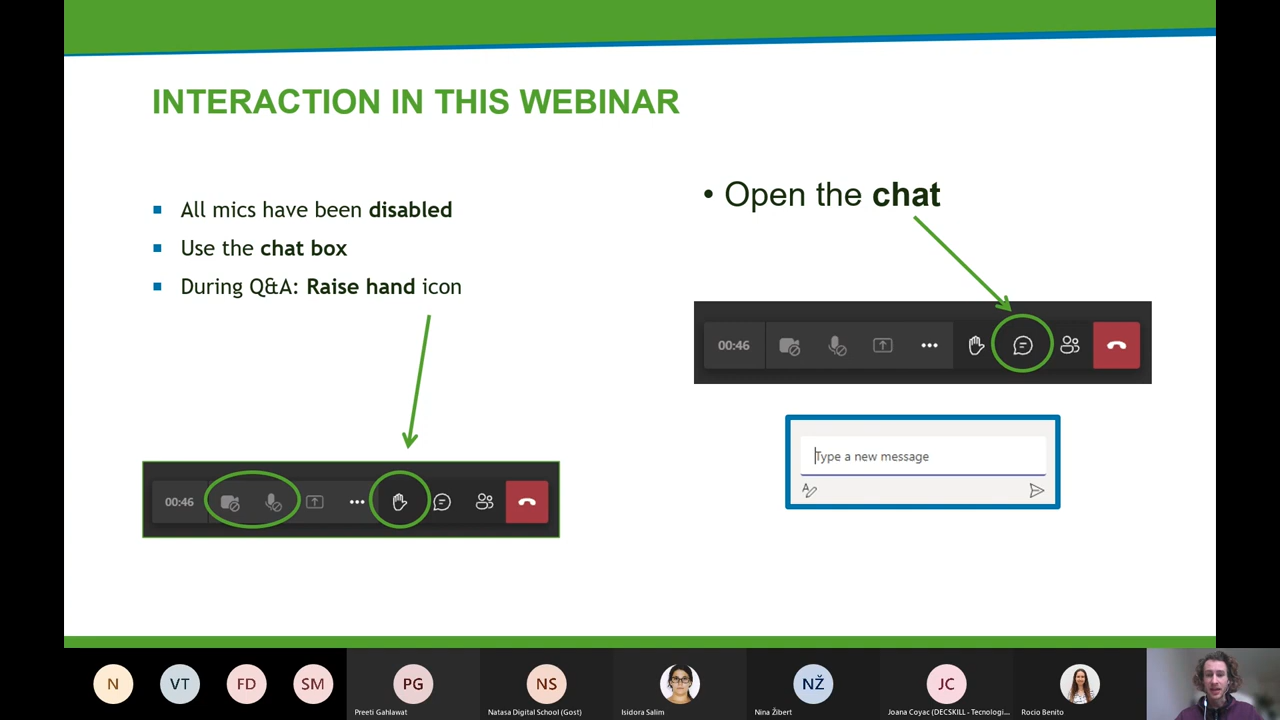 INTERACTION IN THIS WEBINAR
All mics have been disabled
Use the chat box
During Q&A: Raise hand icon
00:46
• Open the chat
00:46
Type a new message
N
VT
FD
SM
PG
Preeti Gahlawat
NS
Natasa Digital School (Gost)
Isidora Salim
NŽ
Nina Žibert
JC
Joana Coyac (DECSKILL - Tecnologi...
Rocio Benito